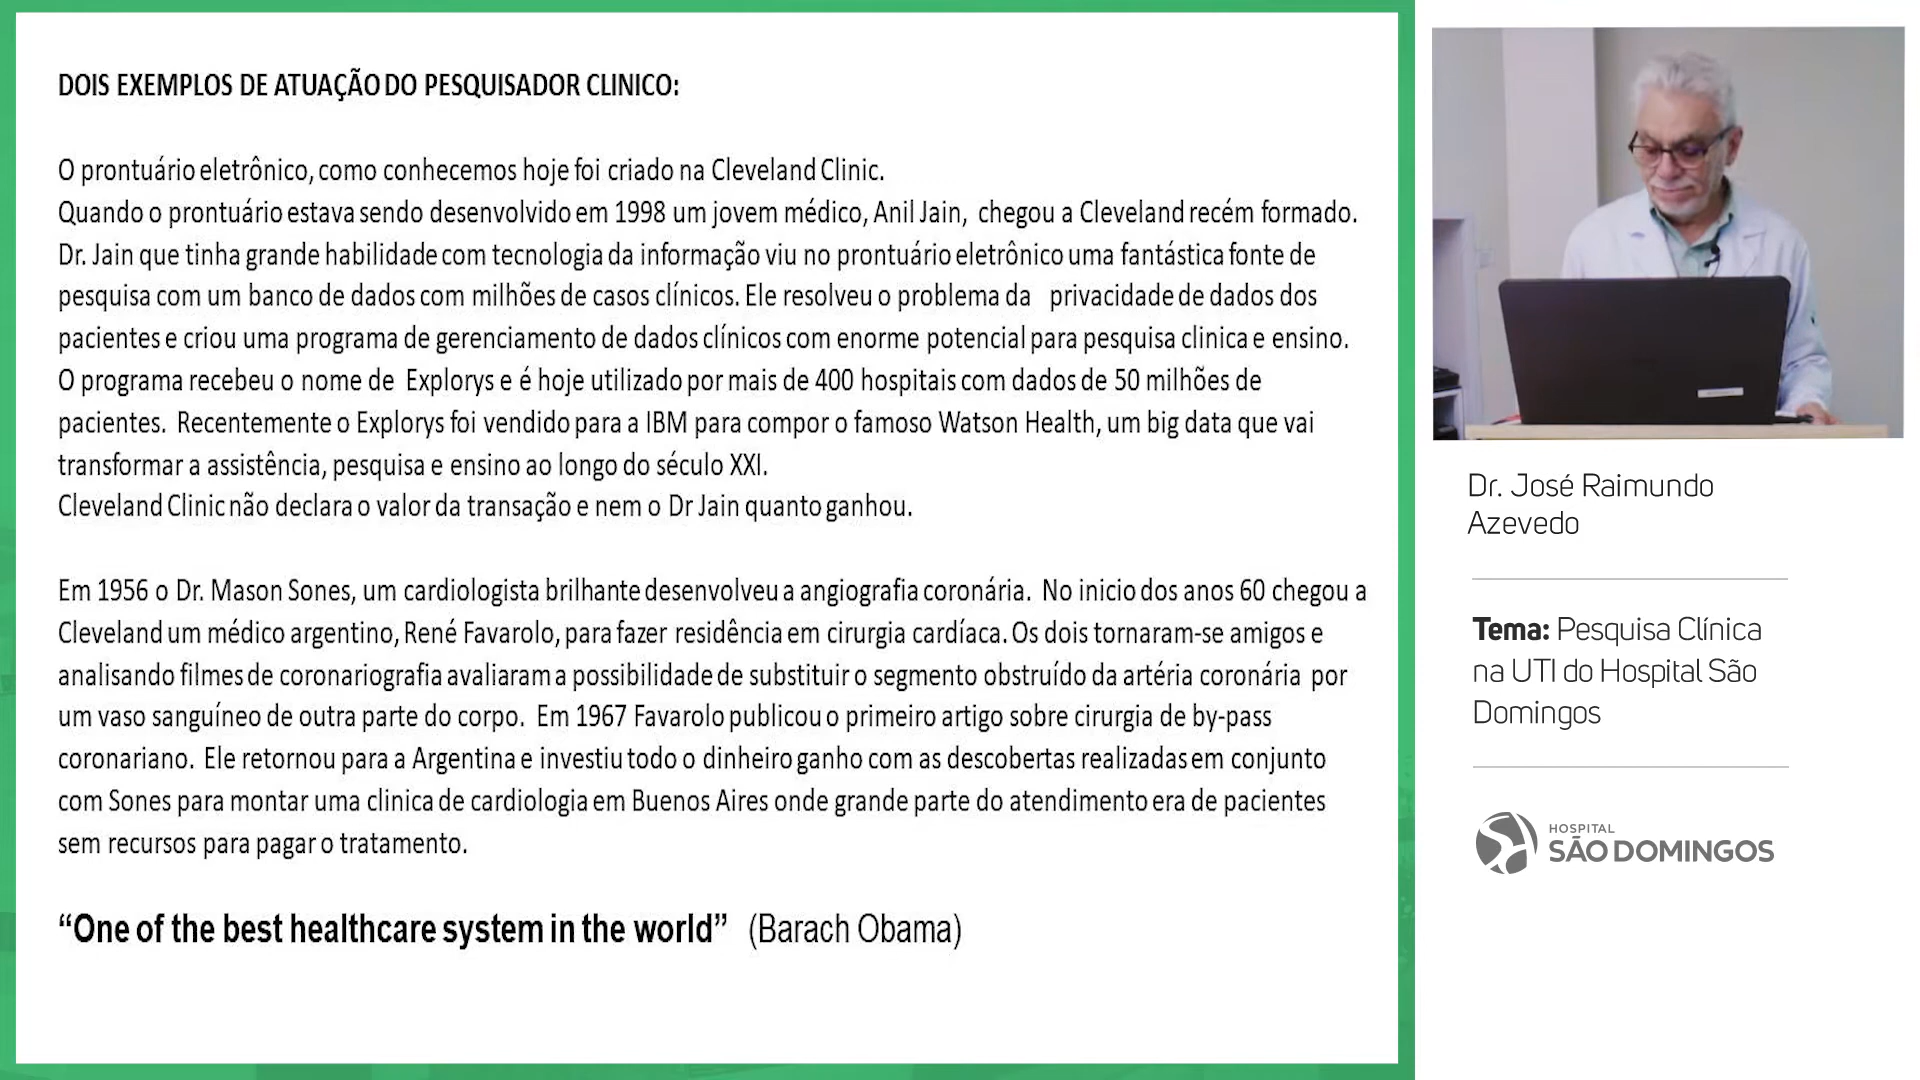 DOIS EXEMPLOS DE ATUAÇÃO DO PESQUISADOR CLINICO:
O prontuário eletrônico, como conhecemos hoje foi criado na Cleveland Clinic.
Quando o prontuário estava sendo desenvolvido em 1998 um jovem médico, Anil Jain, chegou a Cleveland recém formado.
Dr. Jain que tinha grande habilidade com tecnologia da informação viu no prontuário eletrônico uma fantástica fonte de
pesquisa com um banco de dados com milhões de casos clínicos. Ele resolveu o problema da privacidade de dados dos
pacientes e criou uma programa de gerenciamento de dados clínicos com enorme potencial para pesquisa clinica e ensino.
O programa recebeu o nome de Explorys e é hoje utilizado por mais de 400 hospitais com dados de 50 milhões de
pacientes. Recentemente o Explorys foi vendido para a IBM para compor o famoso Watson Health, um big data que vai
transformar a assistência, pesquisa e ensino ao longo do século XXI.
Cleveland Clinic não declara o valor da transação e nem o Dr Jain quanto ganhou.
Em 1956 o Dr. Mason Sones, um cardiologista brilhante desenvolveu a angiografia coronária. No inicio dos anos 60 chegou a
Cleveland um médico argentino, René Favarolo, para fazer residência em cirurgia cardíaca. Os dois tornaram-se amigos e
analisando filmes de coronariografia avaliaram a possibilidade de substituir o segmento obstruído da artéria coronária por
um vaso sanguíneo de outra parte do corpo. Em 1967 Favarolo publicou o primeiro artigo sobre cirurgia de by-pass
coronariano. Ele retornou para a Argentina e investiu todo o dinheiro ganho com as descobertas realizadas em conjunto
com Sones para montar uma clinica de cardiologia em Buenos Aires onde grande parte do atendimento era de pacientes
sem recursos para pagar o tratamento.
“One of the best healthcare system in the world” (Barach Obama)
Dr. José Raimundo
Azevedo
Tema: Pesquisa Clínica
na UTI do Hospital São
Domingos
HOSPITAL
SÃO DOMINGOS